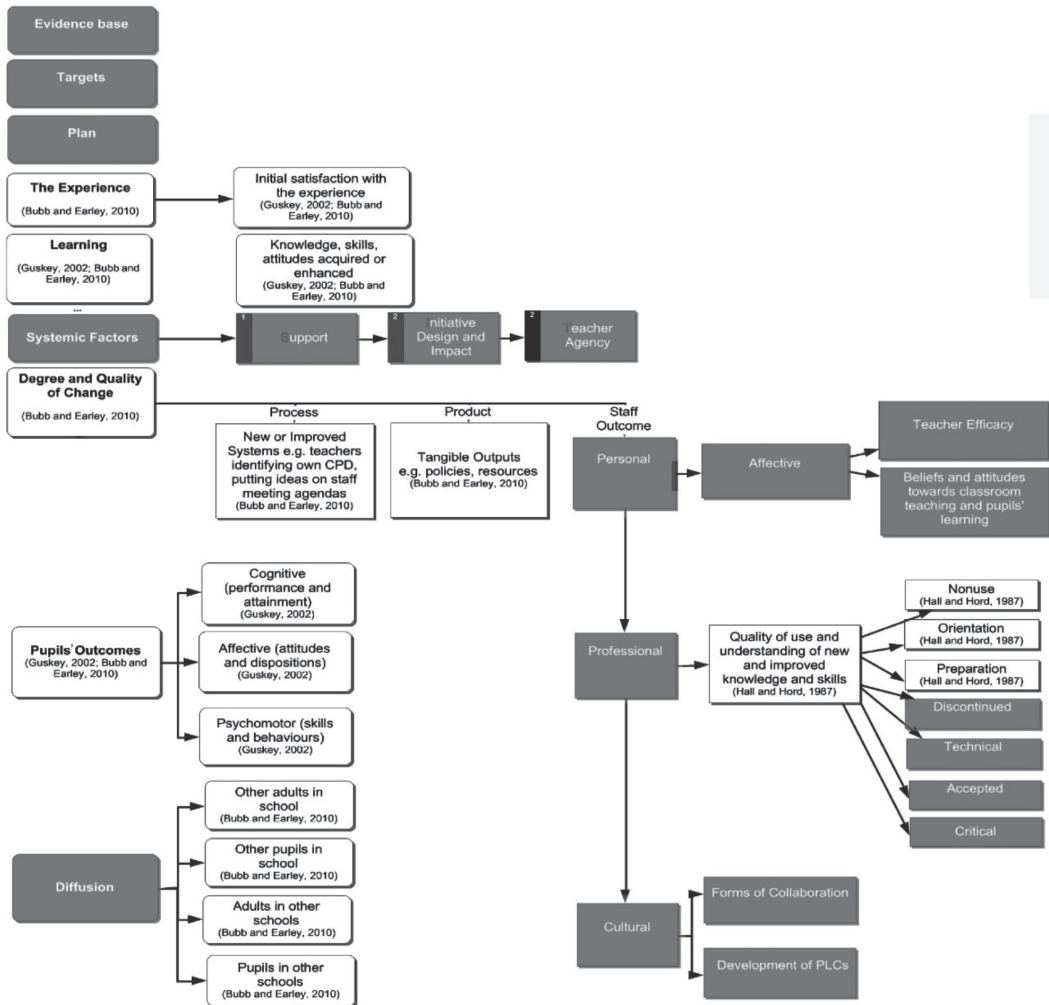 Evidence base
Targets
Plan
The Experience
(Bubb and Earley, 2010)
Initial satisfaction with
the experience
(Guskey, 2002; Bubb and
Earley, 2010)
Learning
(Guskey, 2002; Bubb and
Earley, 2010)
...
Knowledge, skills,
attitudes acquired or
enhanced
(Guskey, 2002; Bubb and
Earley, 2010)
Systemic Factors
1
Support
2
Initiative
Design and
Impact
2
Teacher
Agency
Degree and Quality
of Change
(Bubb and Earley, 2010)
Process
New or Improved
Systems e.g. teachers
identifying own CPD,
putting ideas on staff
meeting agendas
(Bubb and Earley, 2010)
Product
Tangible Outputs
e.g. policies, resources
(Bubb and Earley, 2010)
Staff
Outcome
Personal
Affective
Teacher Efficacy
Beliefs and attitudes
towards classroom
teaching and pupils'
learning
Pupils' Outcomes
(Guskey, 2002; Bubb and
Earley, 2010)
Cognitive
(performance and
attainment)
(Guskey, 2002)
Affective (attitudes
and dispositions)
(Guskey, 2002)
Psychomotor (skills
and behaviours)
(Guskey, 2002)
Professional
Quality of use and
understanding of new
and improved
knowledge and skills
(Hall and Hord, 1987)
Nonuse
(Hall and Hord, 1987)
Orientation
(Hall and Hord, 1987)
Preparation
(Hall and Hord, 1987)
Discontinued
Technical
Accepted
Critical
Diffusion
Other adults in
school
(Bubb and Earley, 2010)
Other pupils in
school
(Bubb and Earley, 2010)
Adults in other
schools
(Bubb and Earley, 2010)
Pupils in other
schools
(Bubb and Earley, 2010)
Cultural
Forms of Collaboration
Development of PLCs